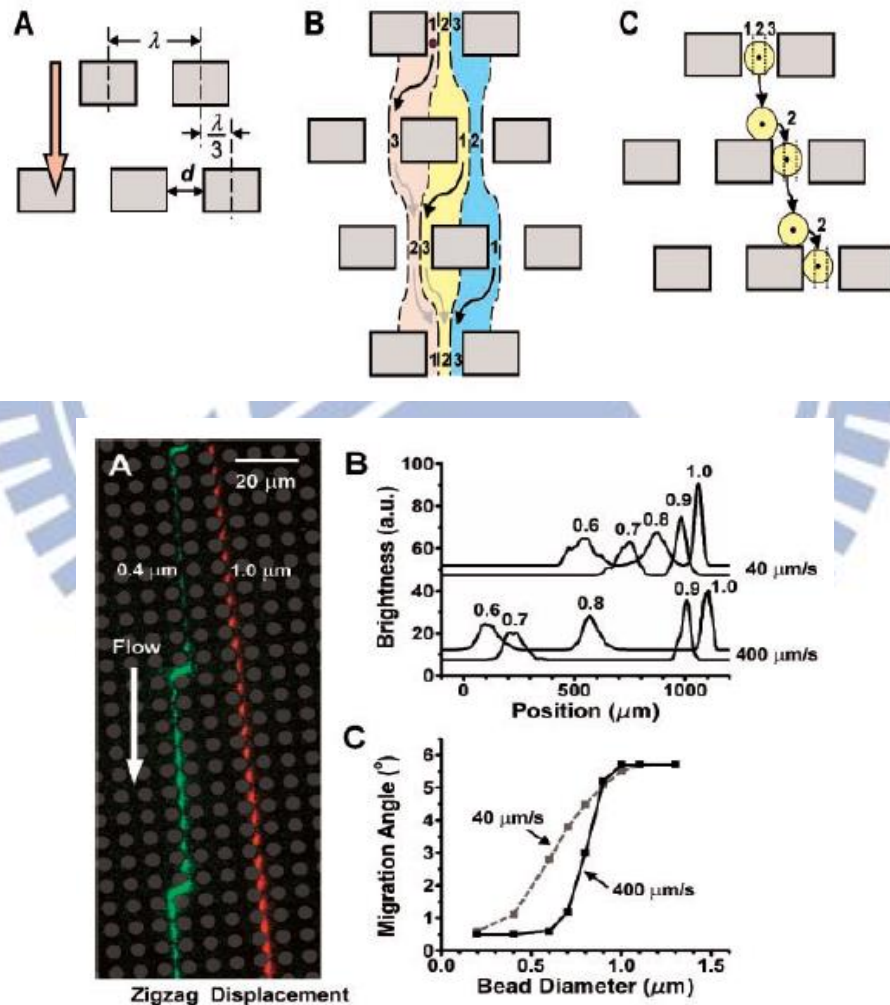 A
λ
λ
3
d
B
1 2 3
3 1 2
2 3 1
1 2 3
C
1 2 3
2
2
A
20 μm
0.4 μm
1.0 μm
Flow
Zigzag Displacement
B
Brightness (a.u.)
100
80
60
40
20
0
0.6 0.7 0.8 0.9 1.0
40 μm/s
0.6 0.7 0.8 0.9 1.0
400 μm/s
0 500 1000
Position (μm)
C
Migration Angle (°)
6
5
4
3
2
1
0
40 μm/s
400 μm/s
0.0 0.5 1.0 1.5
Bead Diameter (μm)